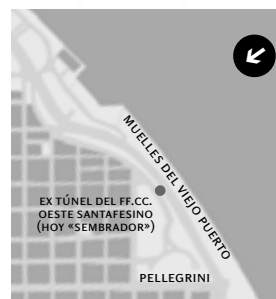 MUELLES DEL VIEJO PUERTO
EX TÚNEL DEL FF.CC.
OESTE SANTAFESINO
(HOY «SEMBRADOR»)
PELLEGRINI